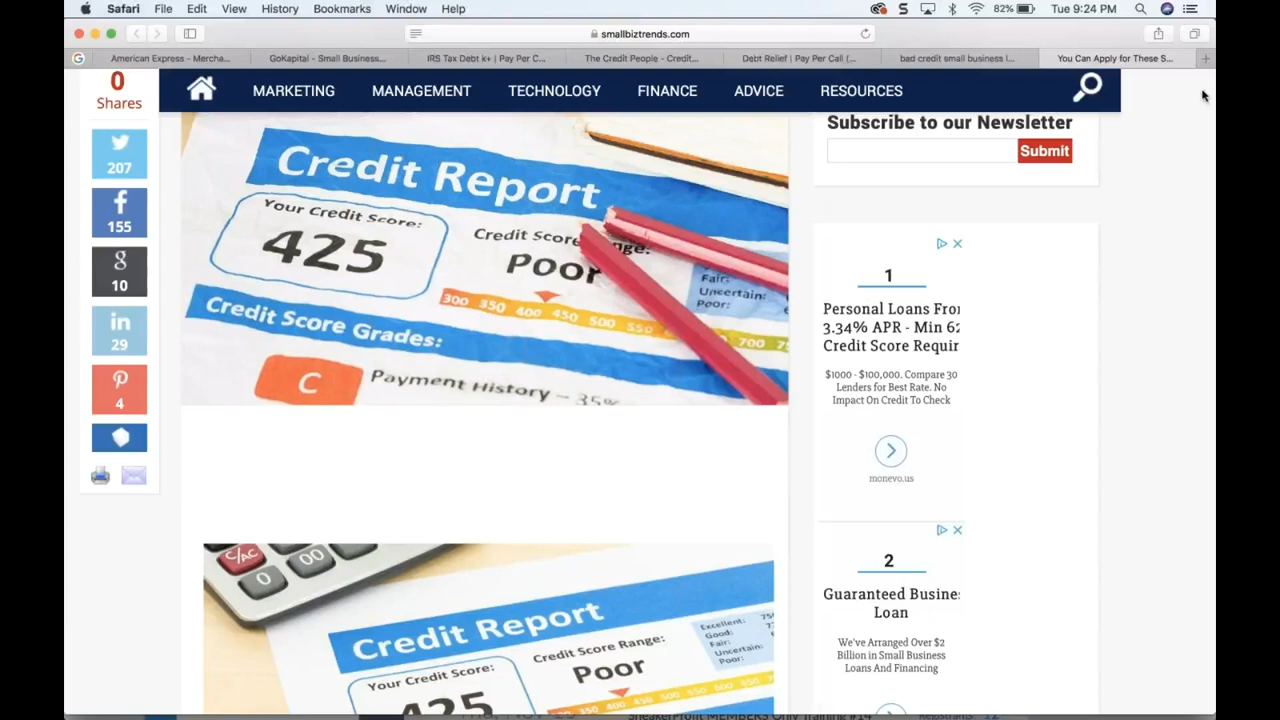 Safari File Edit View History Bookmarks Window Help 82% Tue 9:24 PM
smallbiztrends.com
American Express - Mercha... GoKapital - Small Business... IRS Tax Debt k+ | Pay Per C... The Credit People - Credit... Debt Relief | Pay Per Call (... bad credit small business l... You Can Apply for These S...
0
Shares
207
155
10
29
4
MARKETING MANAGEMENT TECHNOLOGY FINANCE ADVICE RESOURCES
Credit Report
Your Credit Score:
425
Credit Score Range:
Poor
Fair:
Uncertain:
Poor:
300 350 400 450 500 550 700
Credit Score Grades:
C Payment History – 35%
C/AC
0 00
Credit Report
Your Credit Score:
425
Credit Score Range:
Poor
Excellent:
Good:
Fair:
Uncertain:
Poor:
Subscribe to our Newsletter
Submit
1
Personal Loans Fro
3.34% APR - Min 62
Credit Score Requir
$1000 - $100,000. Compare 30
Lenders for Best Rate. No
Impact On Credit To Check
monevo.us
2
Guaranteed Busine
Loan
We've Arranged Over $2
Billion in Small Business
Loans And Financing